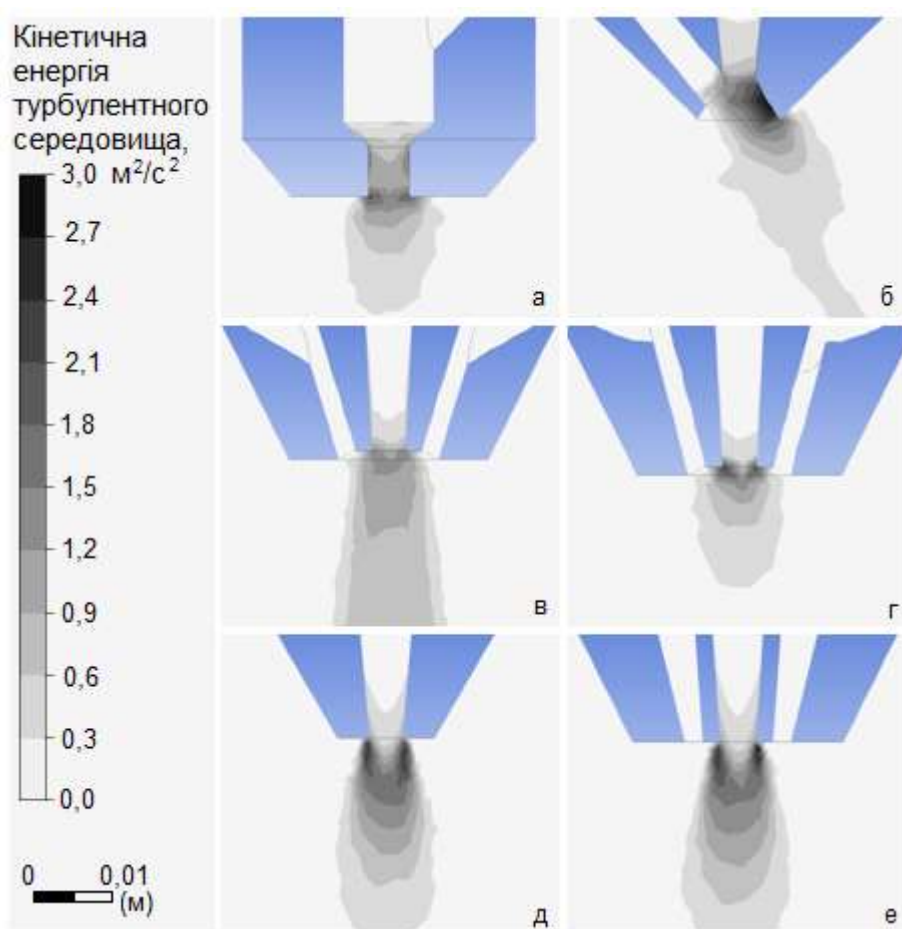 Кінетична
енергія
турбулентного
середовища,
3,0 м²/с²
2,7
2,4
2,1
1,8
1,5
1,2
0,9
0,6
0,3
0,0
0 0,01
(м)
а
б
в
г
д
е